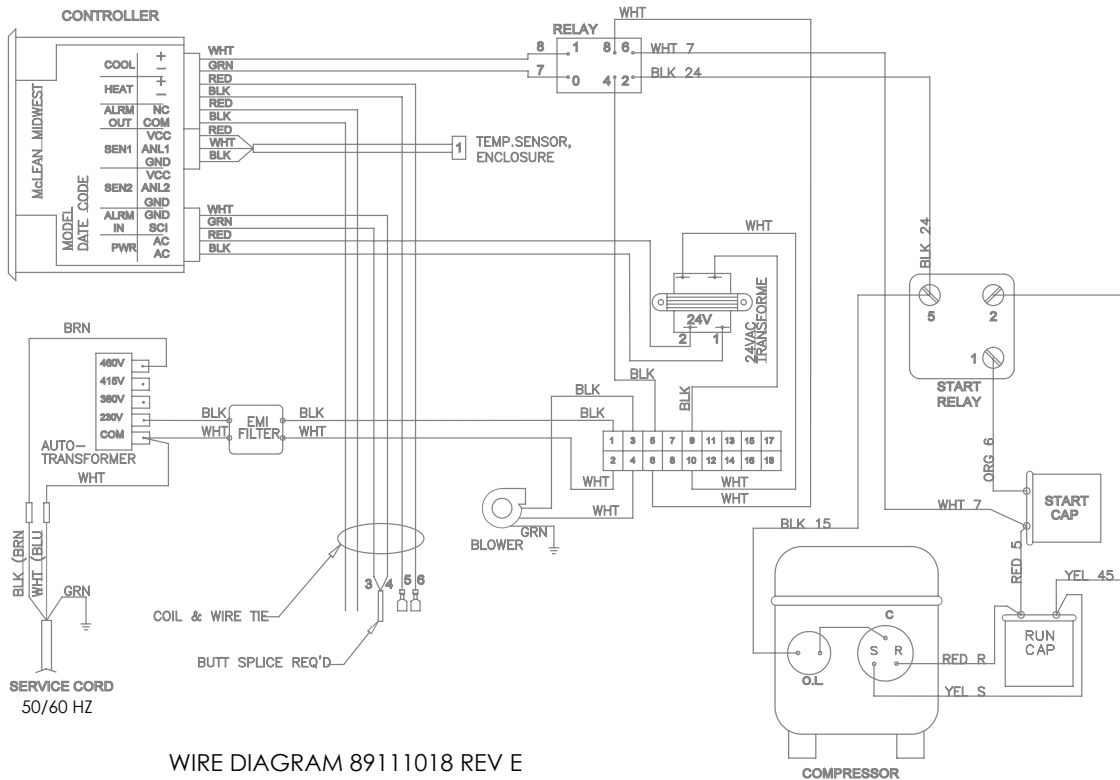 CONTROLLER
McLEAN MIDWEST
MODEL
DATE CODE
COOL + −
HEAT + −
ALRM NC
OUT COM
VCC
SEN1 ANL1
GND
VCC
SEN2 ANL2
GND
ALRM GND
IN SCI
PWR AC
AC
WHT
GRN
RED
BLK
RED
BLK
RED
WHT
BLK
WHT
GRN
RED
BLK
1 TEMP.SENSOR,
ENCLOSURE
WHT
RELAY
8 1 8 6 WHT 7
7 0 4 2 BLK 24
WHT
24V
2 1
24VAC
TRANSFORME
BLK 24
5 2
1
START
RELAY
BRN
460V
415V
380V
230V
COM
AUTO-
TRANSFORMER
WHT
BLK
WHT
EMI
FILTER
BLK
WHT
BLK
BLK
BLK
BLK
1 3 5 7 9 11 13 15 17
2 4 6 8 10 12 14 16 18
WHT
WHT
WHT
WHT
BLOWER
GRN
ORG 6
START
CAP
WHT 7
BLK 15
RED 5
YEL 45
BLK (BRN
WHT (BLU
GRN
3 4 5 6
COIL & WIRE TIE
BUTT SPLICE REQ'D
SERVICE CORD
50/60 HZ
C
S R
O.L.
RED R
YEL S
RUN
CAP
COMPRESSOR
WIRE DIAGRAM 89111018 REV E